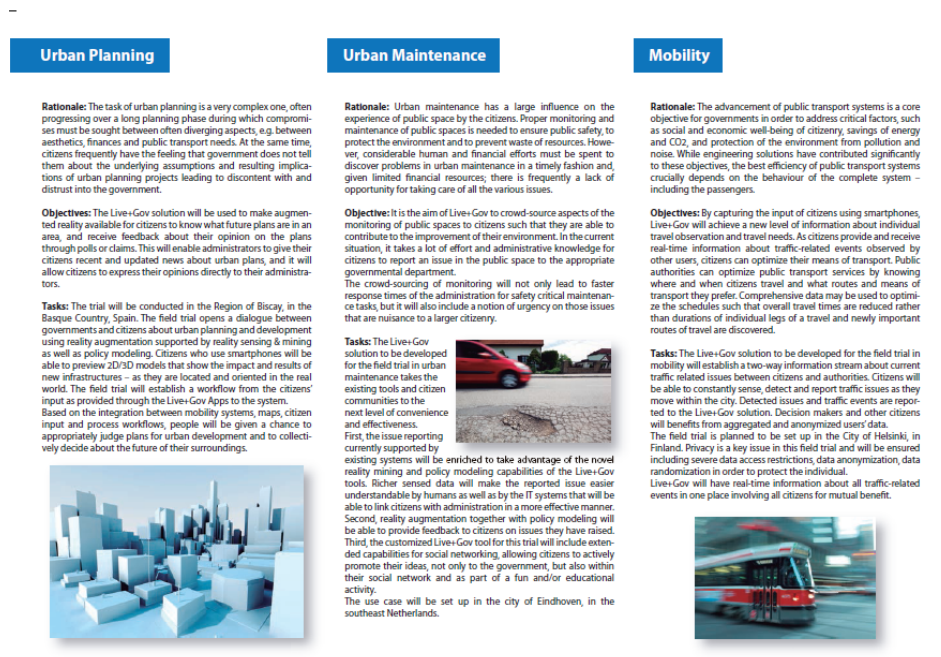 Urban Planning
Rationale: The task of urban planning is a very complex one, often
progressing over a long planning phase during which compromi-
ses must be sought between often diverging aspects, e.g. between
aesthetics, finances and public transport needs. At the same time,
citizens frequently have the feeling that government does not tell
them about the underlying assumptions and resulting implica-
tions of urban planning projects leading to discontent with and
distrust into the government.
Objectives: The Live+Gov solution will be used to make augmen-
ted reality available for citizens to know what future plans are in an
area, and receive feedback about their opinion on the plans
through polls or claims. This will enable administrators to give their
citizens recent and updated news about urban plans, and it will
allow citizens to express their opinions directly to their administra-
tors.
Tasks: The trial will be conducted in the Region of Biscay, in the
Basque Country, Spain. The field trial opens a dialogue between
governments and citizens about urban planning and development
using reality augmentation supported by reality sensing & mining
as well as policy modeling. Citizens who use smartphones will be
able to preview 2D/3D models that show the impact and results of
new infrastructures – as they are located and oriented in the real
world. The field trial will establish a workflow from the citizens'
input as provided through the Live+Gov Apps to the system.
Based on the integration between mobility systems, maps, citizen
input and process workflows, people will be given a chance to
appropriately judge plans for urban development and to collecti-
vely decide about the future of their surroundings.
Urban Maintenance
Rationale: Urban maintenance has a large influence on the
experience of public space by the citizens. Proper monitoring and
maintenance of public spaces is needed to ensure public safety, to
protect the environment and to prevent waste of resources. Howe-
ver, considerable human and financial efforts must be spent to
discover problems in urban maintenance in a timely fashion and,
given limited financial resources; there is frequently a lack of
opportunity for taking care of all the various issues.
Objective: It is the aim of Live+Gov to crowd-source aspects of the
monitoring of public spaces to citizens such that they are able to
contribute to the improvement of their environment. In the current
situation, it takes a lot of effort and administrative knowledge for
citizens to report an issue in the public space to the appropriate
governmental department.
The crowd-sourcing of monitoring will not only lead to faster
response times of the administration for safety critical maintenan-
ce tasks, but it will also include a notion of urgency on those issues
that are nuisance to a larger citizenry.
Tasks: The Live+Gov
solution to be developed
for the field trial in urban
maintenance takes the
existing tools and citizen
communities to the
next level of convenience
and effectiveness.
First, the issue reporting
currently supported by
existing systems will be enriched to take advantage of the novel
reality mining and policy modeling capabilities of the Live+Gov
tools. Richer sensed data will make the reported issue easier
understandable by humans as well as by the IT systems that will be
able to link citizens with administration in a more effective manner.
Second, reality augmentation together with policy modeling will
be able to provide feedback to citizens on issues they have raised.
Third, the customized Live+Gov tool for this trial will include exten-
ded capabilities for social networking, allowing citizens to actively
promote their ideas, not only to the government, but also within
their social network and as part of a fun and/or educational
activity.
The use case will be set up in the city of Eindhoven, in the
southeast Netherlands.
Mobility
Rationale: The advancement of public transport systems is a core
objective for governments in order to address critical factors, such
as social and economic well-being of citizenry, savings of energy
and CO2, and protection of the environment from pollution and
noise. While engineering solutions have contributed significantly
to these objectives, the best efficiency of public transport systems
crucially depends on the behaviour of the complete system –
including the passengers.
Objectives: By capturing the input of citizens using smartphones,
Live+Gov will achieve a new level of information about individual
travel observation and travel needs. As citizens provide and receive
real-time information about traffic-related events observed by
other users, citizens can optimize their means of transport. Public
authorities can optimize public transport services by knowing
where and when citizens travel and what routes and means of
transport they prefer. Comprehensive data may be used to optimi-
ze the schedules such that overall travel times are reduced rather
than durations of individual legs of a travel and newly important
routes of travel are discovered.
Tasks: The Live+Gov solution to be developed for the field trial in
mobility will establish a two-way information stream about current
traffic related issues between citizens and authorities. Citizens will
be able to constantly sense, detect and report traffic issues as they
move within the city. Detected issues and traffic events are repor-
ted to the Live+Gov solution. Decision makers and other citizens
will benefits from aggregated and anonymized users' data.
The field trial is planned to be set up in the City of Helsinki, in
Finland. Privacy is a key issue in this field trial and will be ensured
including severe data access restrictions, data anonymization, data
randomization in order to protect the individual.
Live+Gov will have real-time information about all traffic-related
events in one place involving all citizens for mutual benefit.